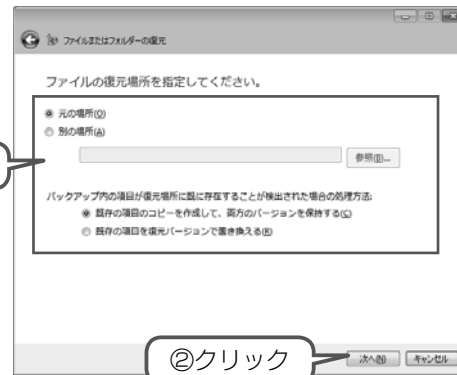 ファイルまたはフォルダーの復元
ファイルの復元場所を指定してください。
元の場所(O)
別の場所(A)
参照(B)...
バックアップ内の項目が復元場所に既に存在することが検出された場合の処理方法:
既存の項目のコピーを作成して、両方のバージョンを保持する(C)
既存の項目を復元バージョンで置き換える(R)
②クリック
次へ(N)
キャンセル